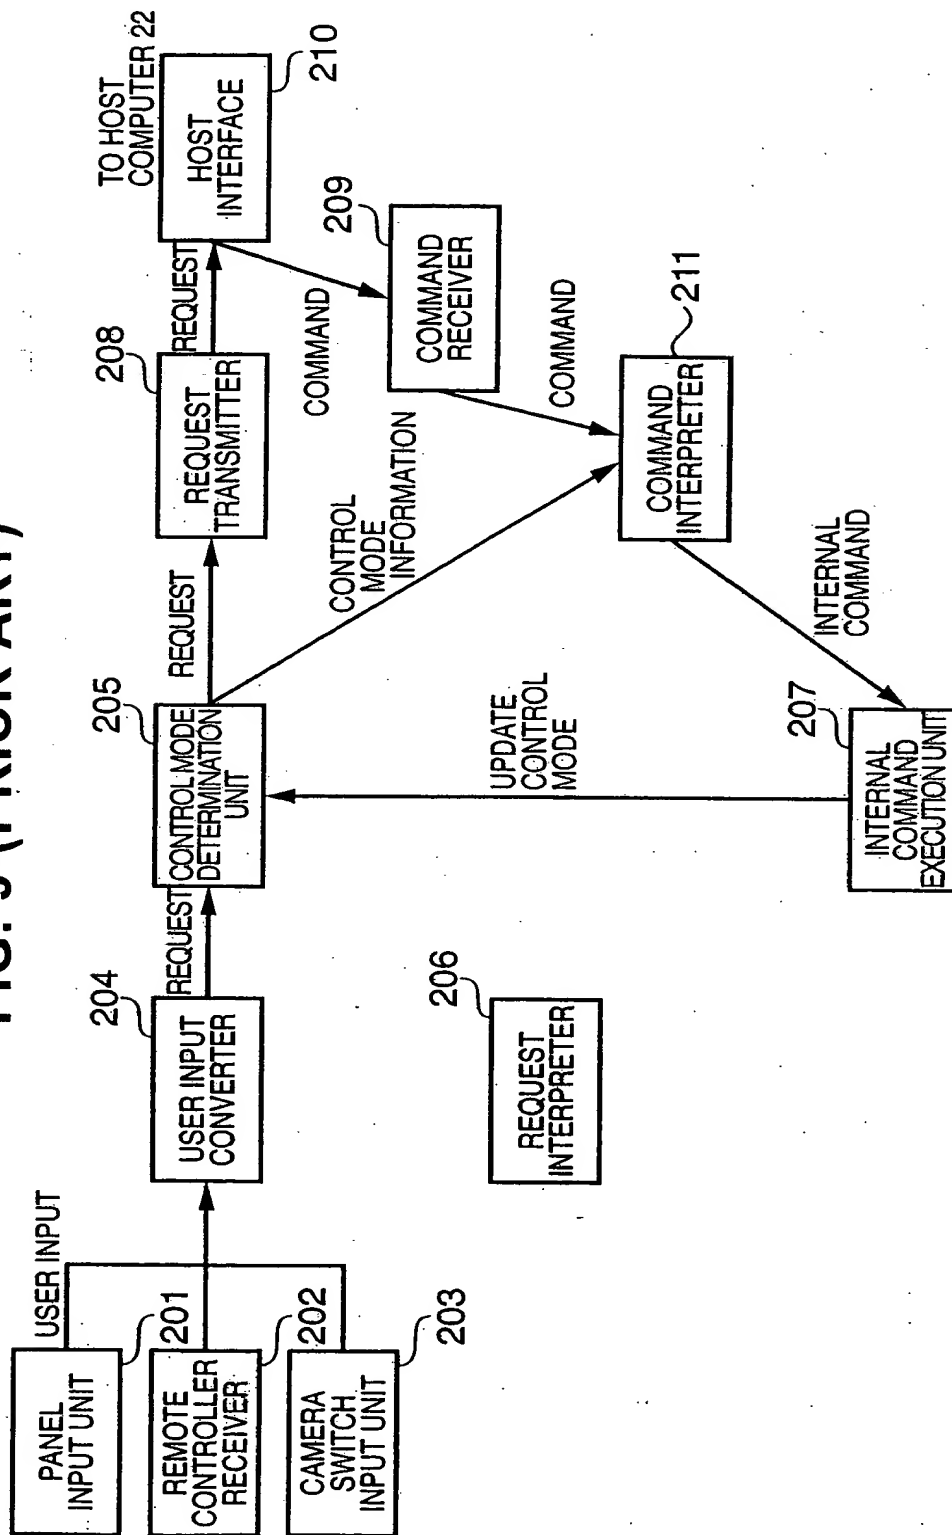 (PRIOR ART)
PANEL
INPUT UNIT
201
USER INPUT
REMOTE
CONTROLLER
RECEIVER
202
CAMERA
SWITCH
INPUT UNIT
203
USER INPUT
CONVERTER
204
REQUEST
CONTROL MODE
DETERMINATION
UNIT
205
REQUEST
REQUEST
TRANSMITTER
208
REQUEST
TO HOST
COMPUTER 22
HOST
INTERFACE
210
COMMAND
COMMAND
RECEIVER
209
COMMAND
CONTROL
MODE
INFORMATION
COMMAND
INTERPRETER
211
INTERNAL
COMMAND
UPDATE
CONTROL
MODE
INTERNAL
COMMAND
EXECUTION UNIT
207
REQUEST
INTERPRETER
206